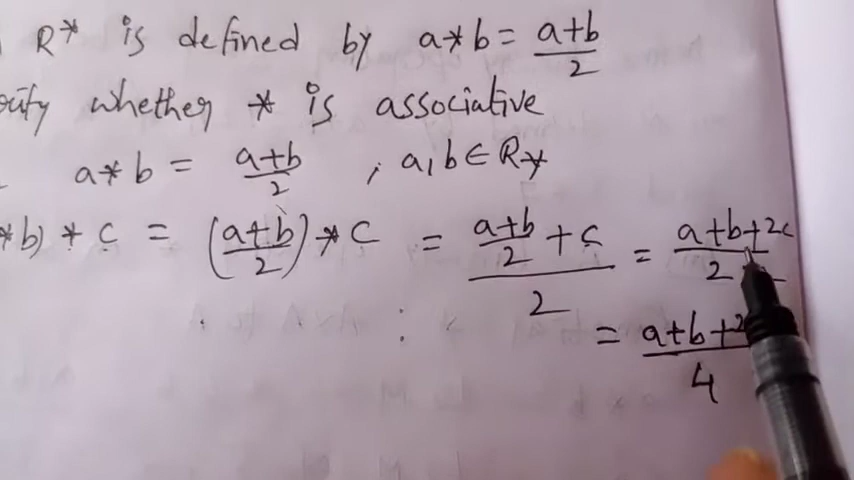 R* is defined by a*b = a+b/2
whether * is associative
a*b = a+b/2 , a,b ∈ R*
*b) * c = (a+b/2) * c = a+b/2 + c/2 = a+b+2c/2
= a+b+2/4